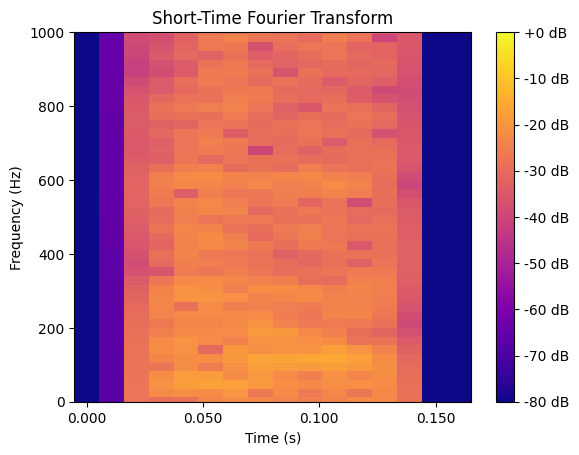 Short-Time Fourier Transform
1000
800
600
400
200
0
Frequency (Hz)
0.000
0.050
0.100
0.150
Time (s)
+0 dB
-10 dB
-20 dB
-30 dB
-40 dB
-50 dB
-60 dB
-70 dB
-80 dB